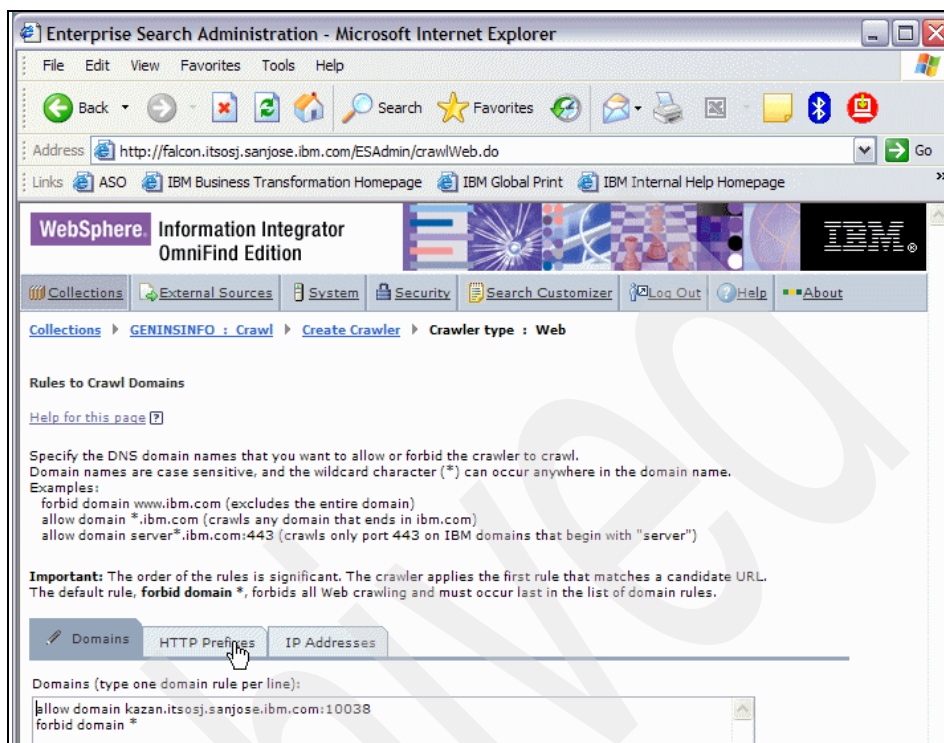 Enterprise Search Administration - Microsoft Internet Explorer
File Edit View Favorites Tools Help
Back Search Favorites
Address http://falcon.itsosj.sanjose.ibm.com/ESAdmin/crawlWeb.do Go
Links ASO IBM Business Transformation Homepage IBM Global Print IBM Internal Help Homepage »
WebSphere. Information Integrator
OmniFind Edition
IBM®
Collections External Sources System Security Search Customizer Log Out Help About
Collections GENINSINFO : Crawl Create Crawler Crawler type : Web
Rules to Crawl Domains
Help for this page ?
Specify the DNS domain names that you want to allow or forbid the crawler to crawl.
Domain names are case sensitive, and the wildcard character (*) can occur anywhere in the domain name.
Examples:
forbid domain www.ibm.com (excludes the entire domain)
allow domain *.ibm.com (crawls any domain that ends in ibm.com)
allow domain server*.ibm.com:443 (crawls only port 443 on IBM domains that begin with "server")
Important: The order of the rules is significant. The crawler applies the first rule that matches a candidate URL.
The default rule, forbid domain *, forbids all Web crawling and must occur last in the list of domain rules.
Domains HTTP Prefixes IP Addresses
Domains (type one domain rule per line):
allow domain kazan.itsosj.sanjose.ibm.com:10038
forbid domain *